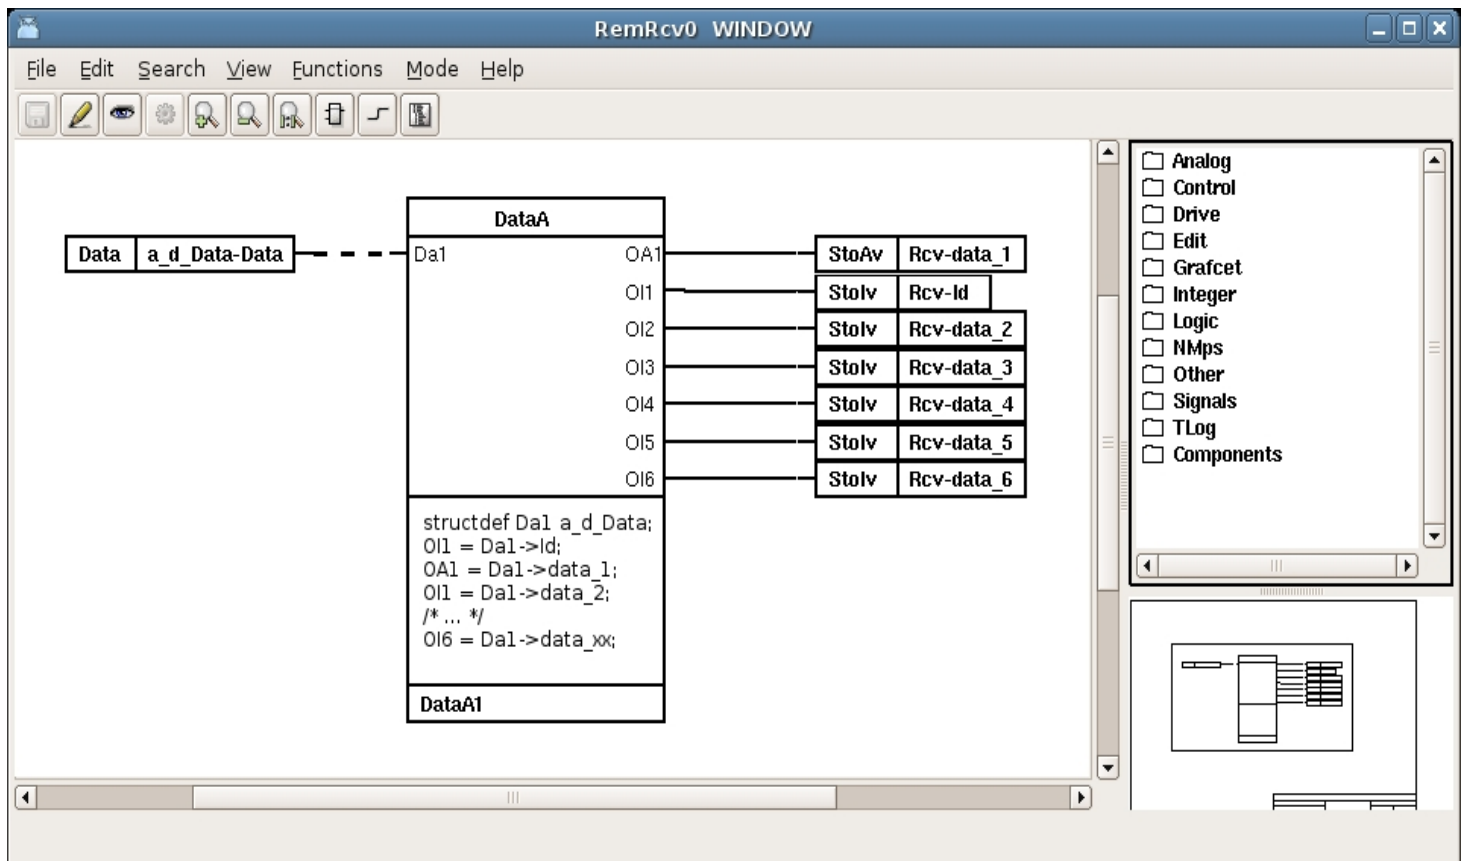 RemRcv0 WINDOW
File Edit Search View Functions Mode Help
DataA
Data a_d_Data-Data
Da1
OA1
StoAv Rcv-data_1
OI1
StoIv Rcv-Id
OI2
StoIv Rcv-data_2
OI3
StoIv Rcv-data_3
OI4
StoIv Rcv-data_4
OI5
StoIv Rcv-data_5
OI6
StoIv Rcv-data_6
structdef Da1 a_d_Data;
OI1 = Da1->Id;
OA1 = Da1->data_1;
OI1 = Da1->data_2;
/* ... */
OI6 = Da1->data_xx;
DataA1
Analog
Control
Drive
Edit
Grafcet
Integer
Logic
NMps
Other
Signals
TLog
Components